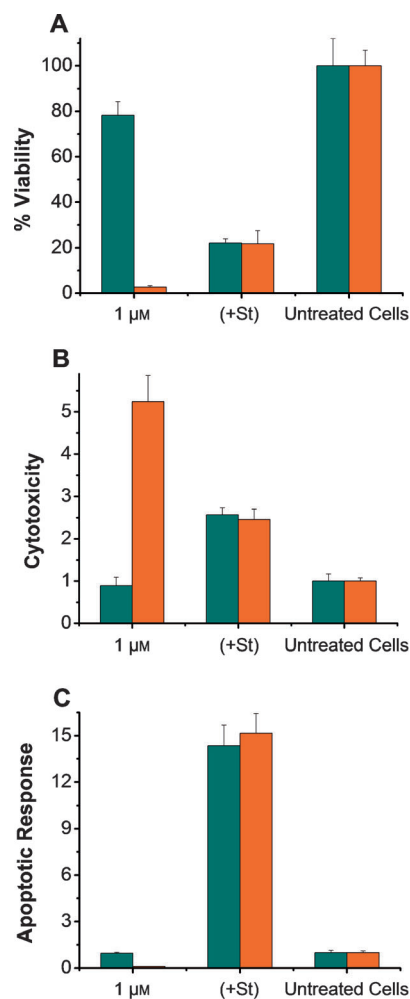 A
% Viability
100
80
60
40
20
0
1 μM (+St) Untreated Cells
B
Cytotoxicity
5
4
3
2
1
0
1 μM (+St) Untreated Cells
C
Apoptotic Response
15
12
9
6
3
0
1 μM (+St) Untreated Cells